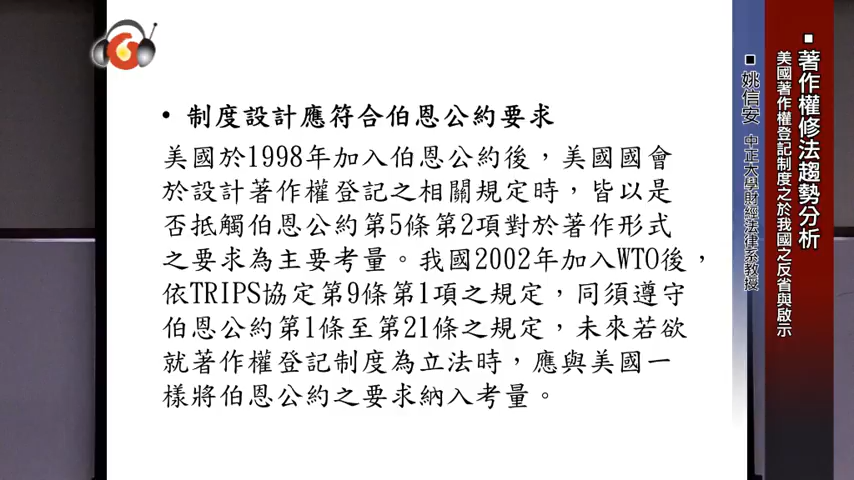 • 制度設計應符合伯恩公約要求
美國於1998年加入伯恩公約後，美國國會
於設計著作權登記之相關規定時，皆以是
否抵觸伯恩公約第5條第2項對於著作形式
之要求為主要考量。我國2002年加入WTO後，
依TRIPS協定第9條第1項之規定，同須遵守
伯恩公約第1條至第21條之規定，未來若欲
就著作權登記制度為立法時，應與美國一
樣將伯恩公約之要求納入考量。
▪ 著作權修法趨勢分析
美國著作權登記制度之於我國之反省與啟示
▪ 姚信安 中正大學財經法律系教授